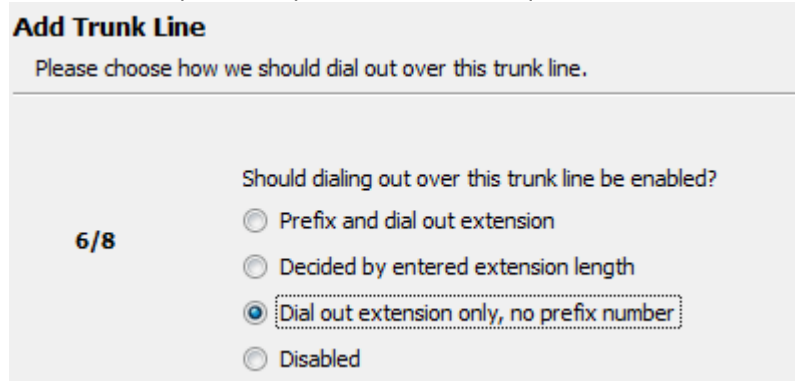 Add Trunk Line
Please choose how we should dial out over this trunk line.
Should dialing out over this trunk line be enabled?
Prefix and dial out extension
6/8
Decided by entered extension length
Dial out extension only, no prefix number
Disabled